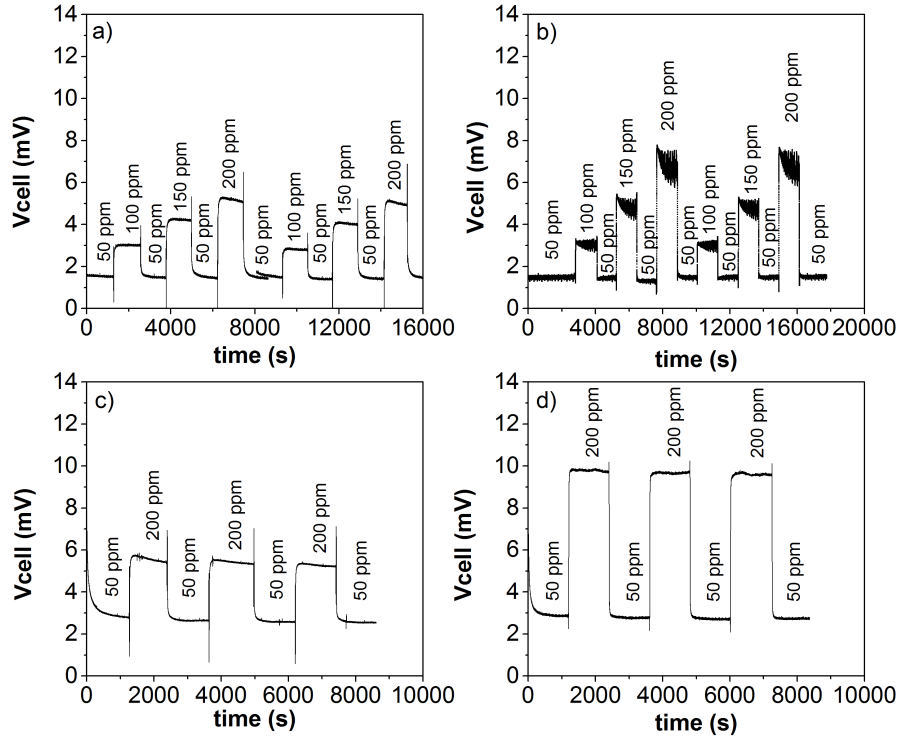 a)
14
12
10
8
6
4
2
0
Vcell (mV)
50 ppm
100 ppm
50 ppm
150 ppm
50 ppm
200 ppm
50 ppm
100 ppm
50 ppm
150 ppm
50 ppm
200 ppm
0 4000 8000 12000 16000
time (s)
b)
14
12
10
8
6
4
2
0
Vcell (mV)
50 ppm
100 ppm
50 ppm
150 ppm
50 ppm
200 ppm
50 ppm
100 ppm
50 ppm
150 ppm
50 ppm
200 ppm
50 ppm
0 4000 8000 12000 16000 20000
time (s)
c)
14
12
10
8
6
4
2
0
Vcell (mV)
50 ppm
200 ppm
50 ppm
200 ppm
50 ppm
200 ppm
50 ppm
0 2000 4000 6000 8000 10000
time (s)
d)
14
12
10
8
6
4
2
0
Vcell (mV)
50 ppm
200 ppm
50 ppm
200 ppm
50 ppm
200 ppm
50 ppm
0 2000 4000 6000 8000 10000
time (s)